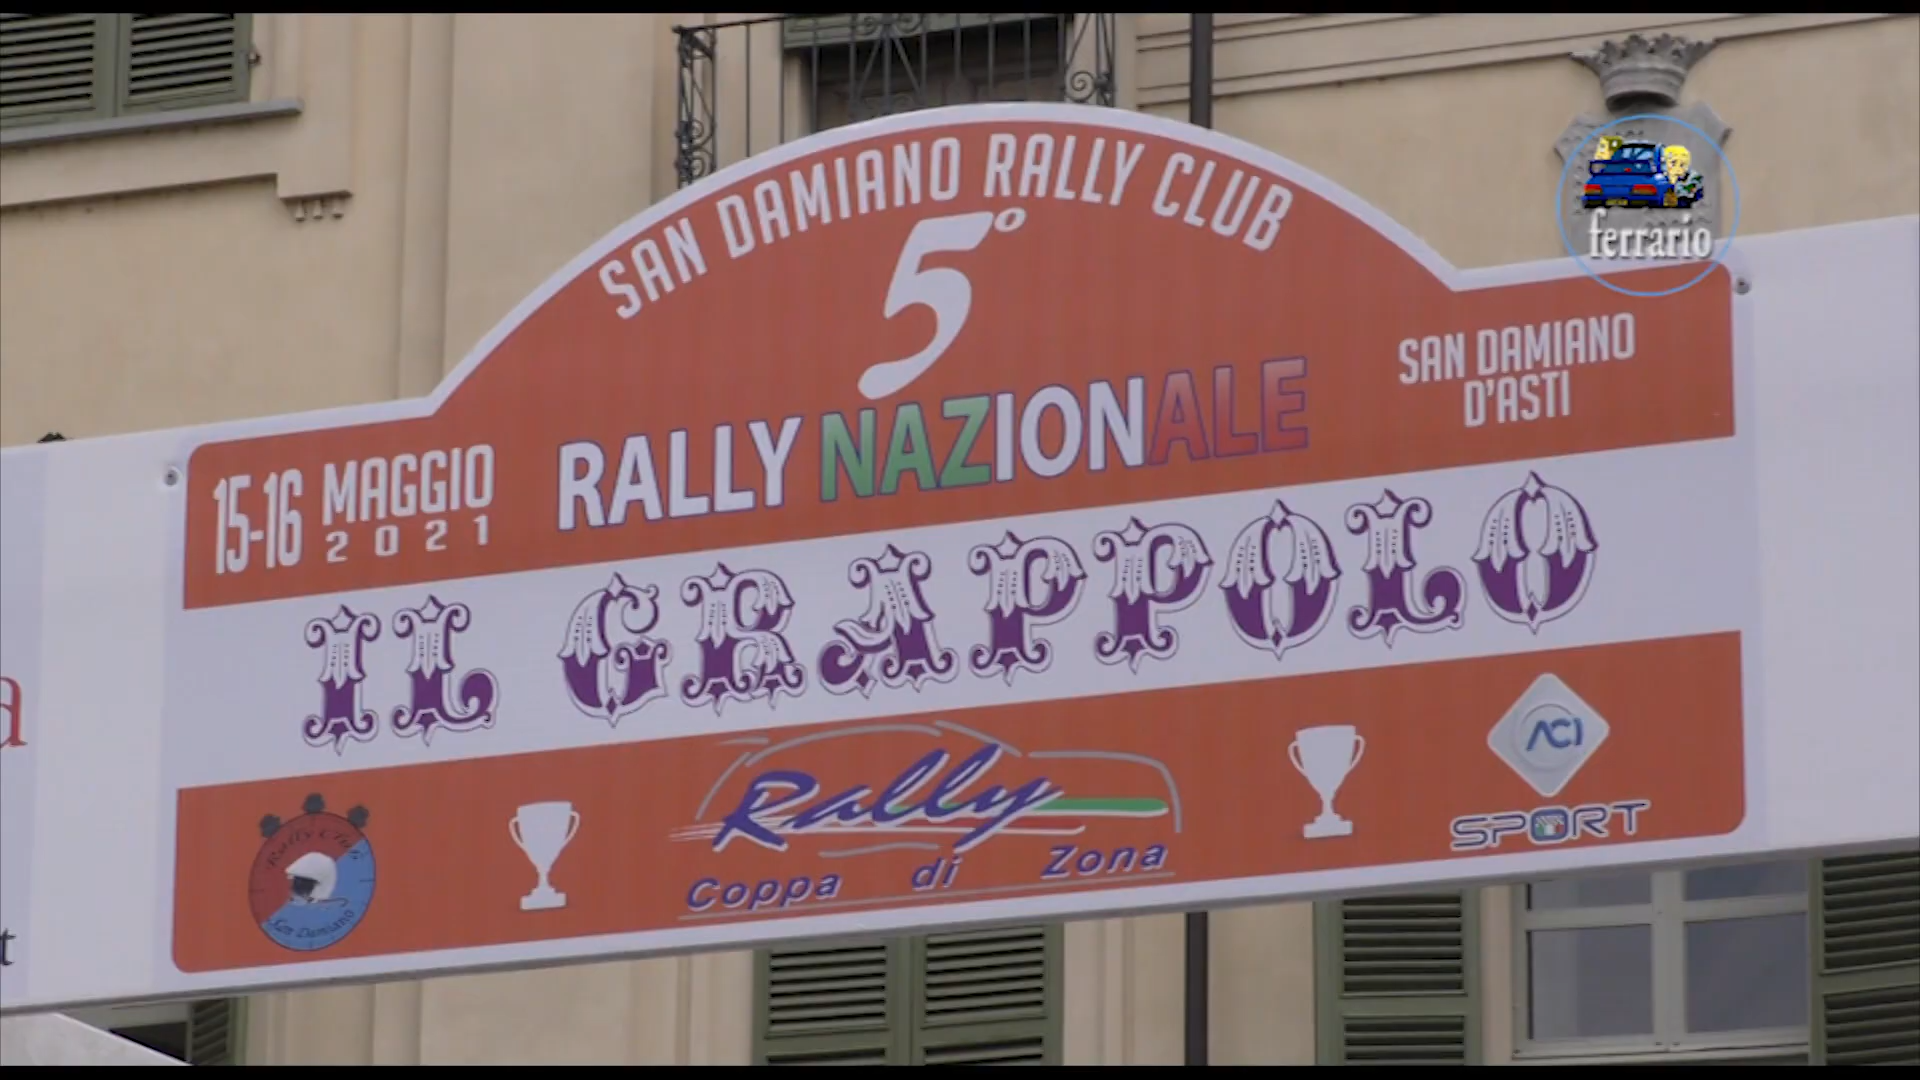 SAN DAMIANO RALLY CLUB
5°
RALLY NAZIONALE
15-16 MAGGIO
2021
SAN DAMIANO
D'ASTI
IL GRAPPOLO
Rally
Coppa di Zona
Rally Club
San Damiano
ACI
SPORT
ferrario
a
t